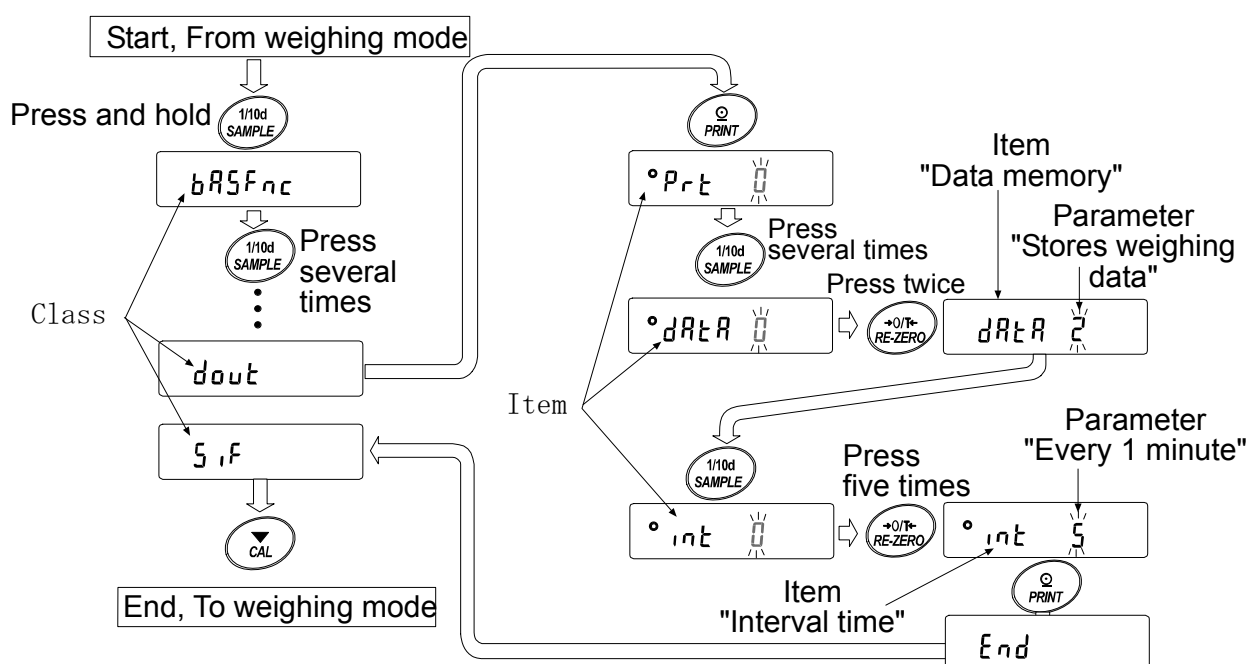 Start, From weighing mode
Press and hold
1/10d
SAMPLE
bASFnc
1/10d
SAMPLE
Press
several
times
Class
dout
S iF
CAL
End, To weighing mode
PRINT
Prt 0
1/10d
SAMPLE
Press
several times
Item
dAtA 0
Press twice
→0/T←
RE-ZERO
Item
"Data memory"
Parameter
"Stores weighing
data"
dAtA 2
1/10d
SAMPLE
int 0
Press
five times
→0/T←
RE-ZERO
Parameter
"Every 1 minute"
int 5
Item
"Interval time"
PRINT
End